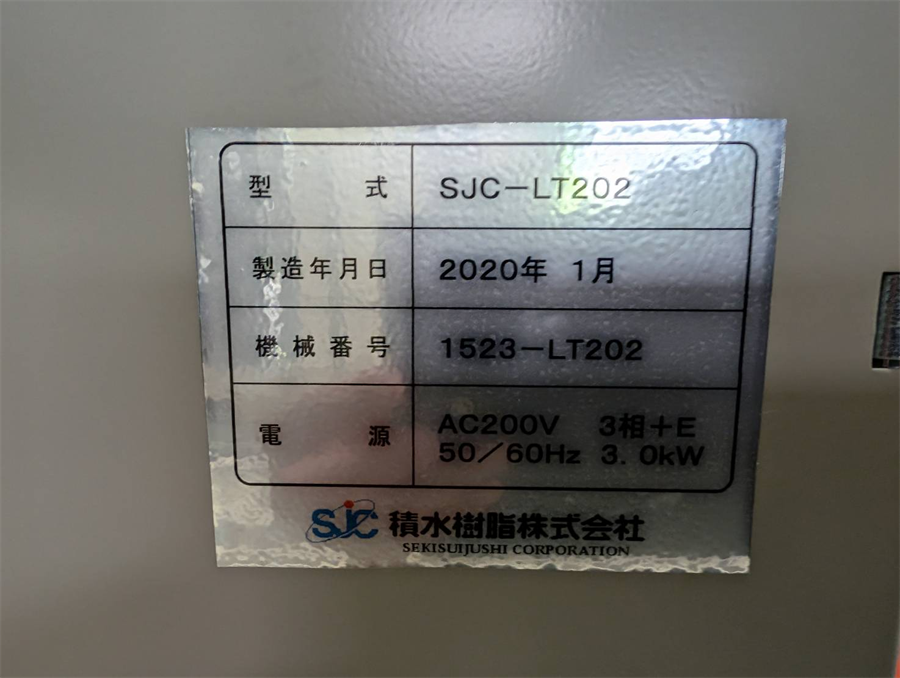 型式 SJC-LT202
製造年月日 2020年 1月
機械番号 1523-LT202
電源 AC200V 3相+E
50/60Hz 3.0kW
SJC 積水樹脂株式会社
SEKISUIJUSHI CORPORATION